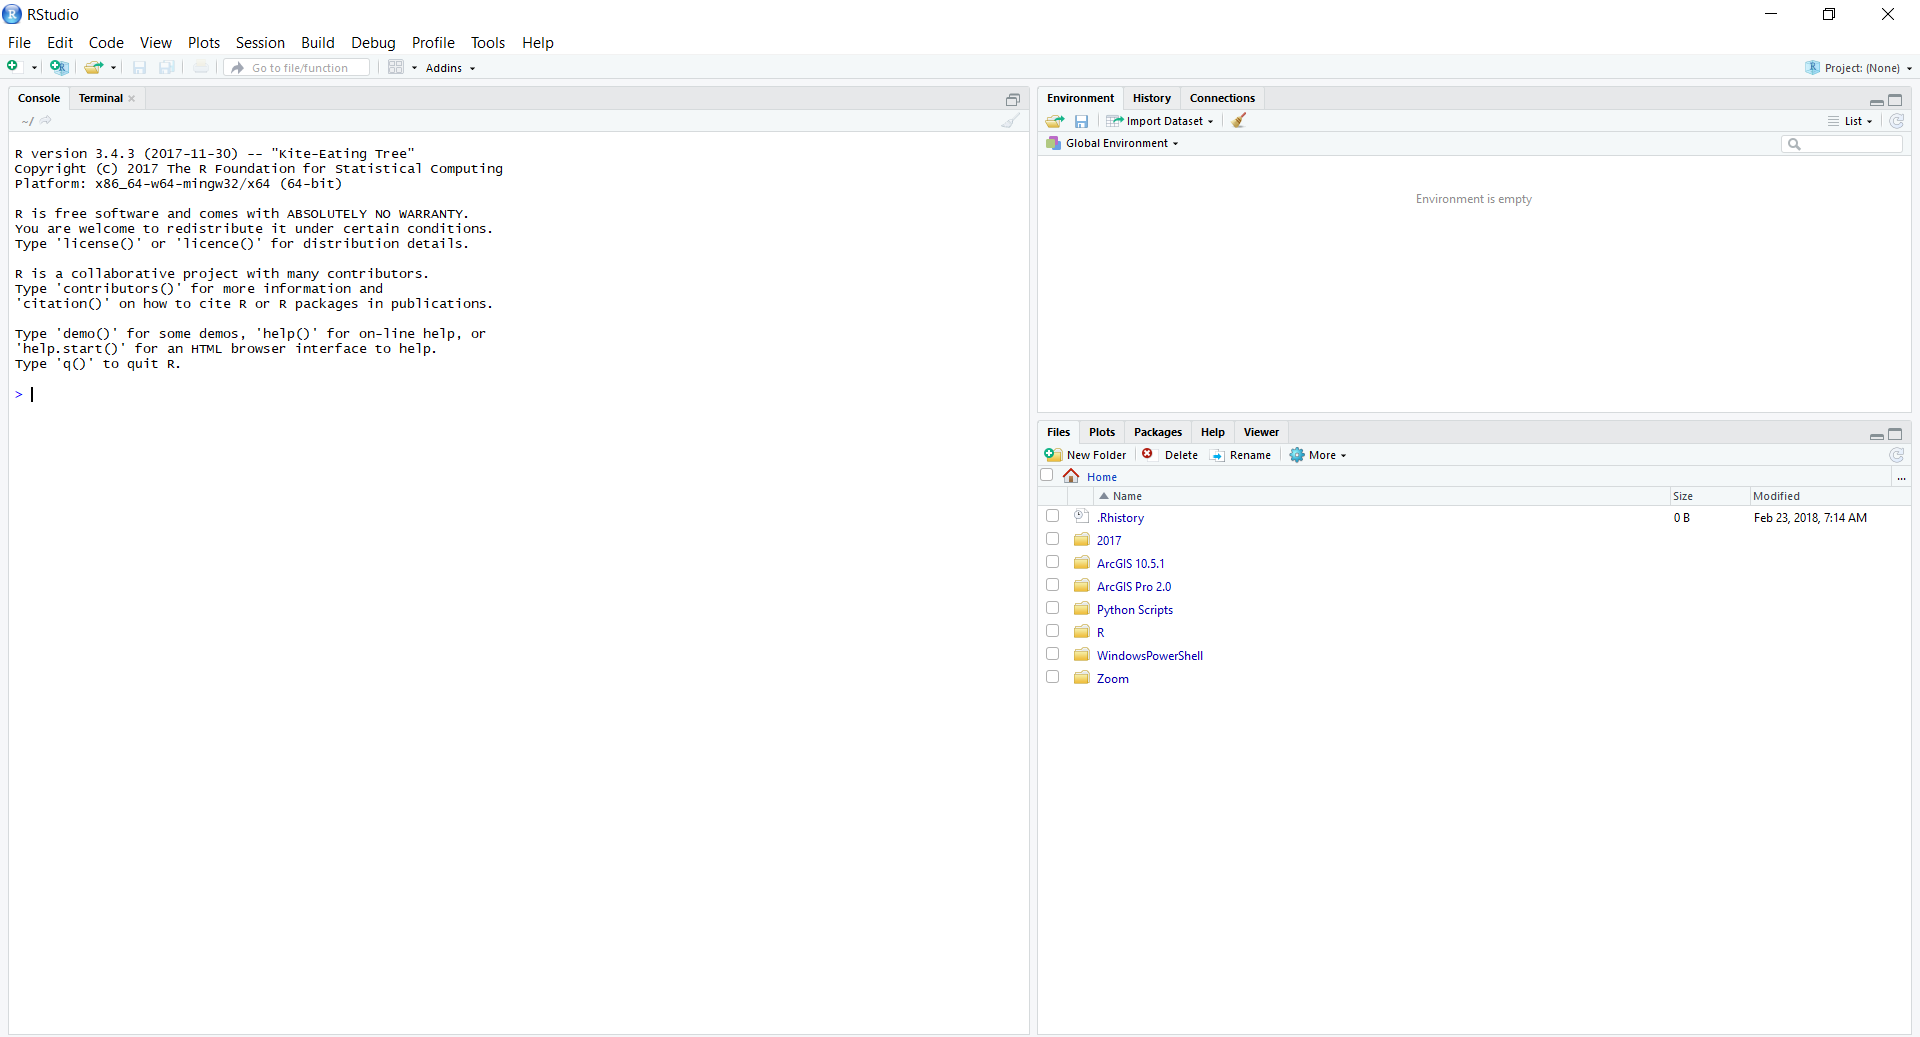 RStudio
File Edit Code View Plots Session Build Debug Profile Tools Help
Go to file/function Addins Project: (None)
Console Terminal
~/
R version 3.4.3 (2017-11-30) -- "Kite-Eating Tree"
Copyright (C) 2017 The R Foundation for Statistical Computing
Platform: x86_64-w64-mingw32/x64 (64-bit)
R is free software and comes with ABSOLUTELY NO WARRANTY.
You are welcome to redistribute it under certain conditions.
Type 'license()' or 'licence()' for distribution details.
R is a collaborative project with many contributors.
Type 'contributors()' for more information and
'citation()' on how to cite R or R packages in publications.
Type 'demo()' for some demos, 'help()' for on-line help, or
'help.start()' for an HTML browser interface to help.
Type 'q()' to quit R.
>
Environment History Connections
Import Dataset List
Global Environment
Environment is empty
Files Plots Packages Help Viewer
New Folder Delete Rename More
Home ...
Name Size Modified
.Rhistory 0 B Feb 23, 2018, 7:14 AM
2017
ArcGIS 10.5.1
ArcGIS Pro 2.0
Python Scripts
R
WindowsPowerShell
Zoom